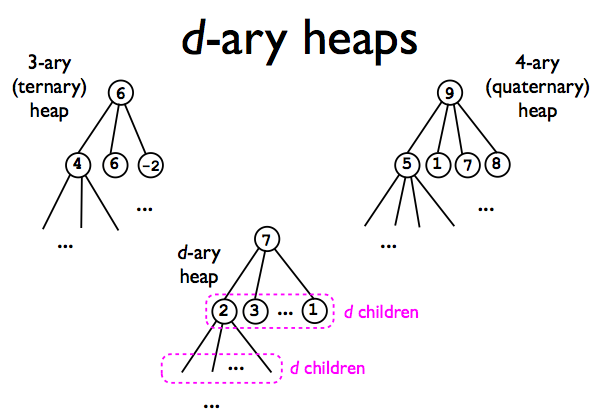 d-ary heaps
3-ary
(ternary)
heap
6
4 6 -2
...
...
4-ary
(quaternary)
heap
9
5 1 7 8
...
...
d-ary
heap
7
2 3 ... 1
d children
...
d children
...